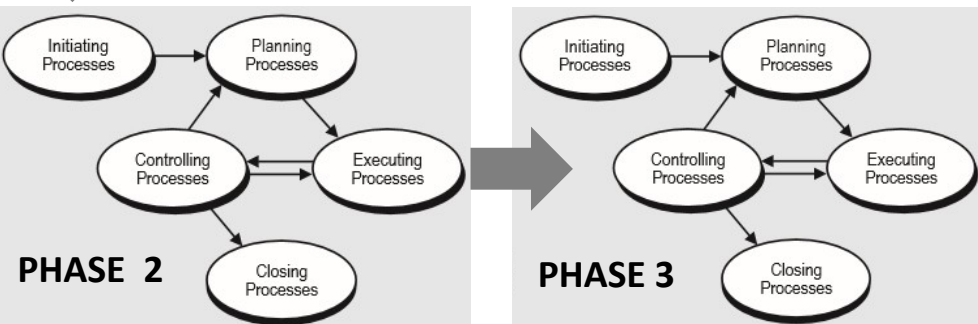 Initiating
Processes
Planning
Processes
Controlling
Processes
Executing
Processes
PHASE 2
Closing
Processes
Initiating
Processes
Planning
Processes
Controlling
Processes
Executing
Processes
PHASE 3
Closing
Processes